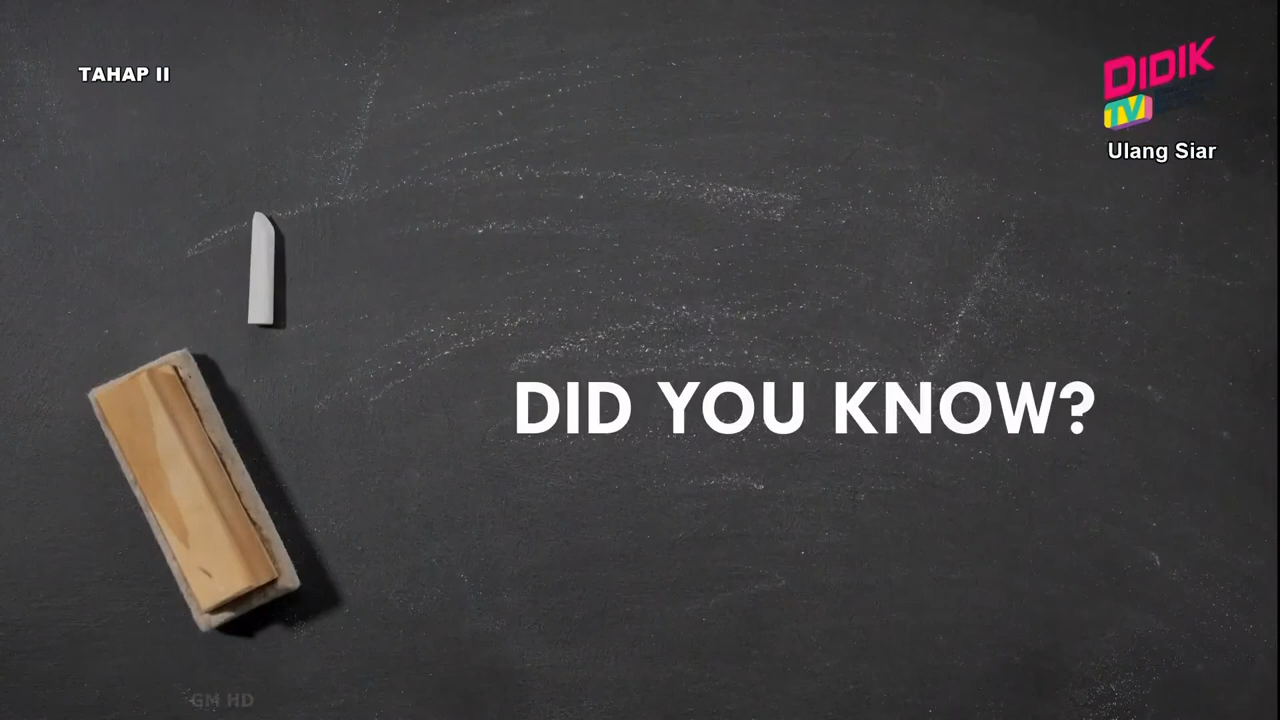 TAHAP II
DIDIK
TV
Ulang Siar
DID YOU KNOW?
GM HD